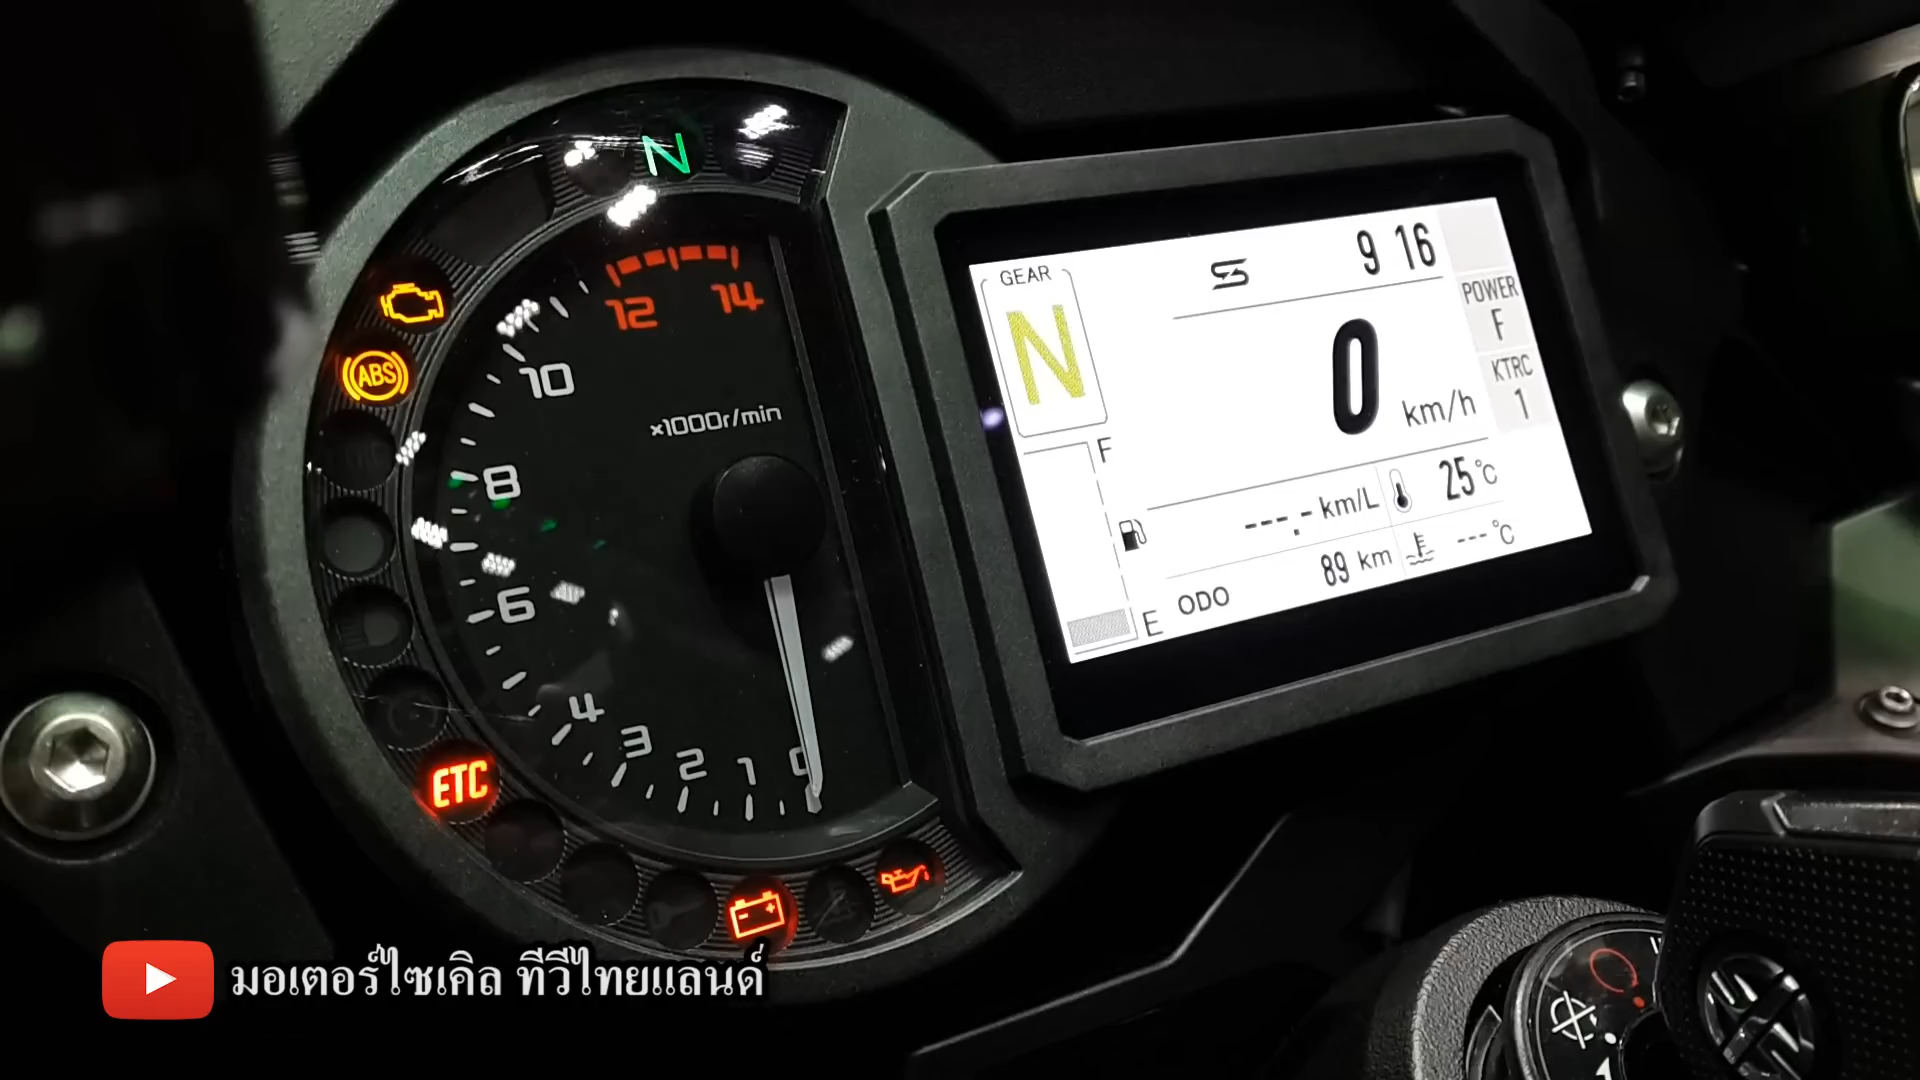 N
12 14
10
×1000r/min
8
6
4
3
2
1
0
ABS
ETC
GEAR
N
9 16
POWER
F
KTRC
1
0 km/h
F
---.- km/L 25°C
ODO 89 km ---°C
E
มอเตอร์ไซเคิล ทีวีไทยแลนด์